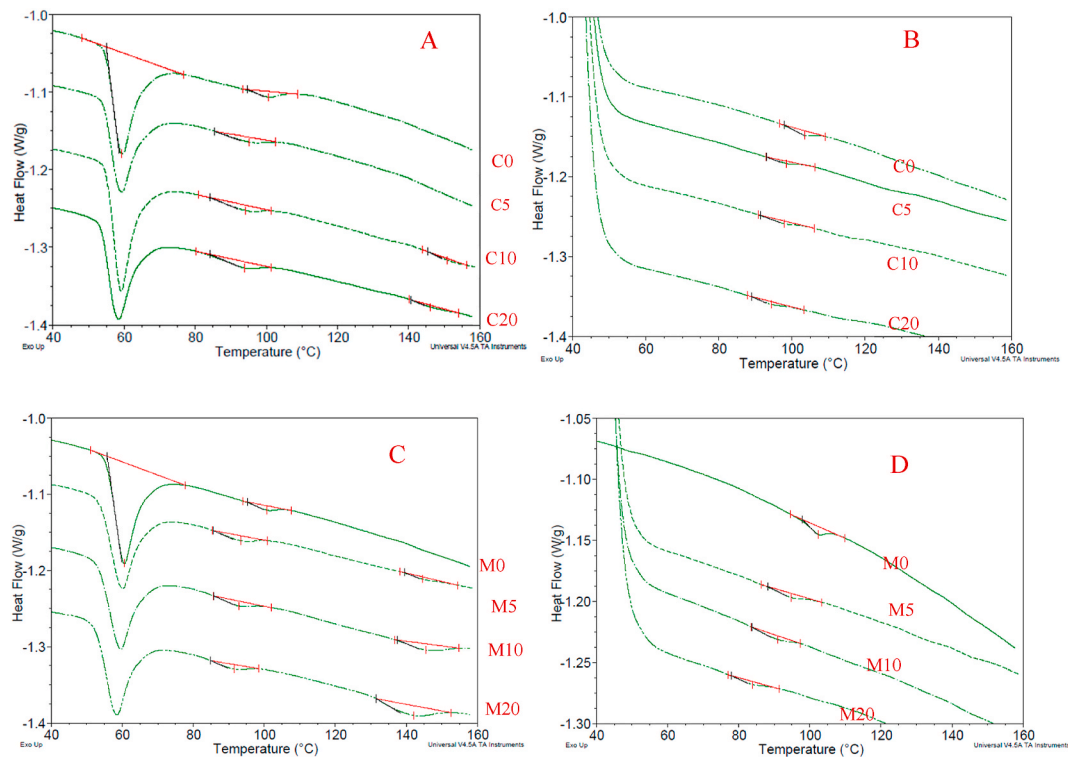 A
-1.0
-1.1
-1.2
-1.3
-1.4
Heat Flow (W/g)
C0
C5
C10
C20
40 60 80 100 120 140 160
Exo Up
Temperature (°C)
Universal V4.5A TA Instruments
B
-1.0
-1.1
-1.2
-1.3
-1.4
Heat Flow (W/g)
C0
C5
C10
C20
40 60 80 100 120 140 160
Exo Up
Temperature (°C)
Universal V4.5A TA Instruments
C
-1.0
-1.1
-1.2
-1.3
-1.4
Heat Flow (W/g)
M0
M5
M10
M20
40 60 80 100 120 140 160
Exo Up
Temperature (°C)
Universal V4.5A TA Instruments
D
-1.05
-1.10
-1.15
-1.20
-1.25
-1.30
Heat Flow (W/g)
M0
M5
M10
M20
40 60 80 100 120 140 160
Exo Up
Temperature (°C)
Universal V4.5A TA Instruments